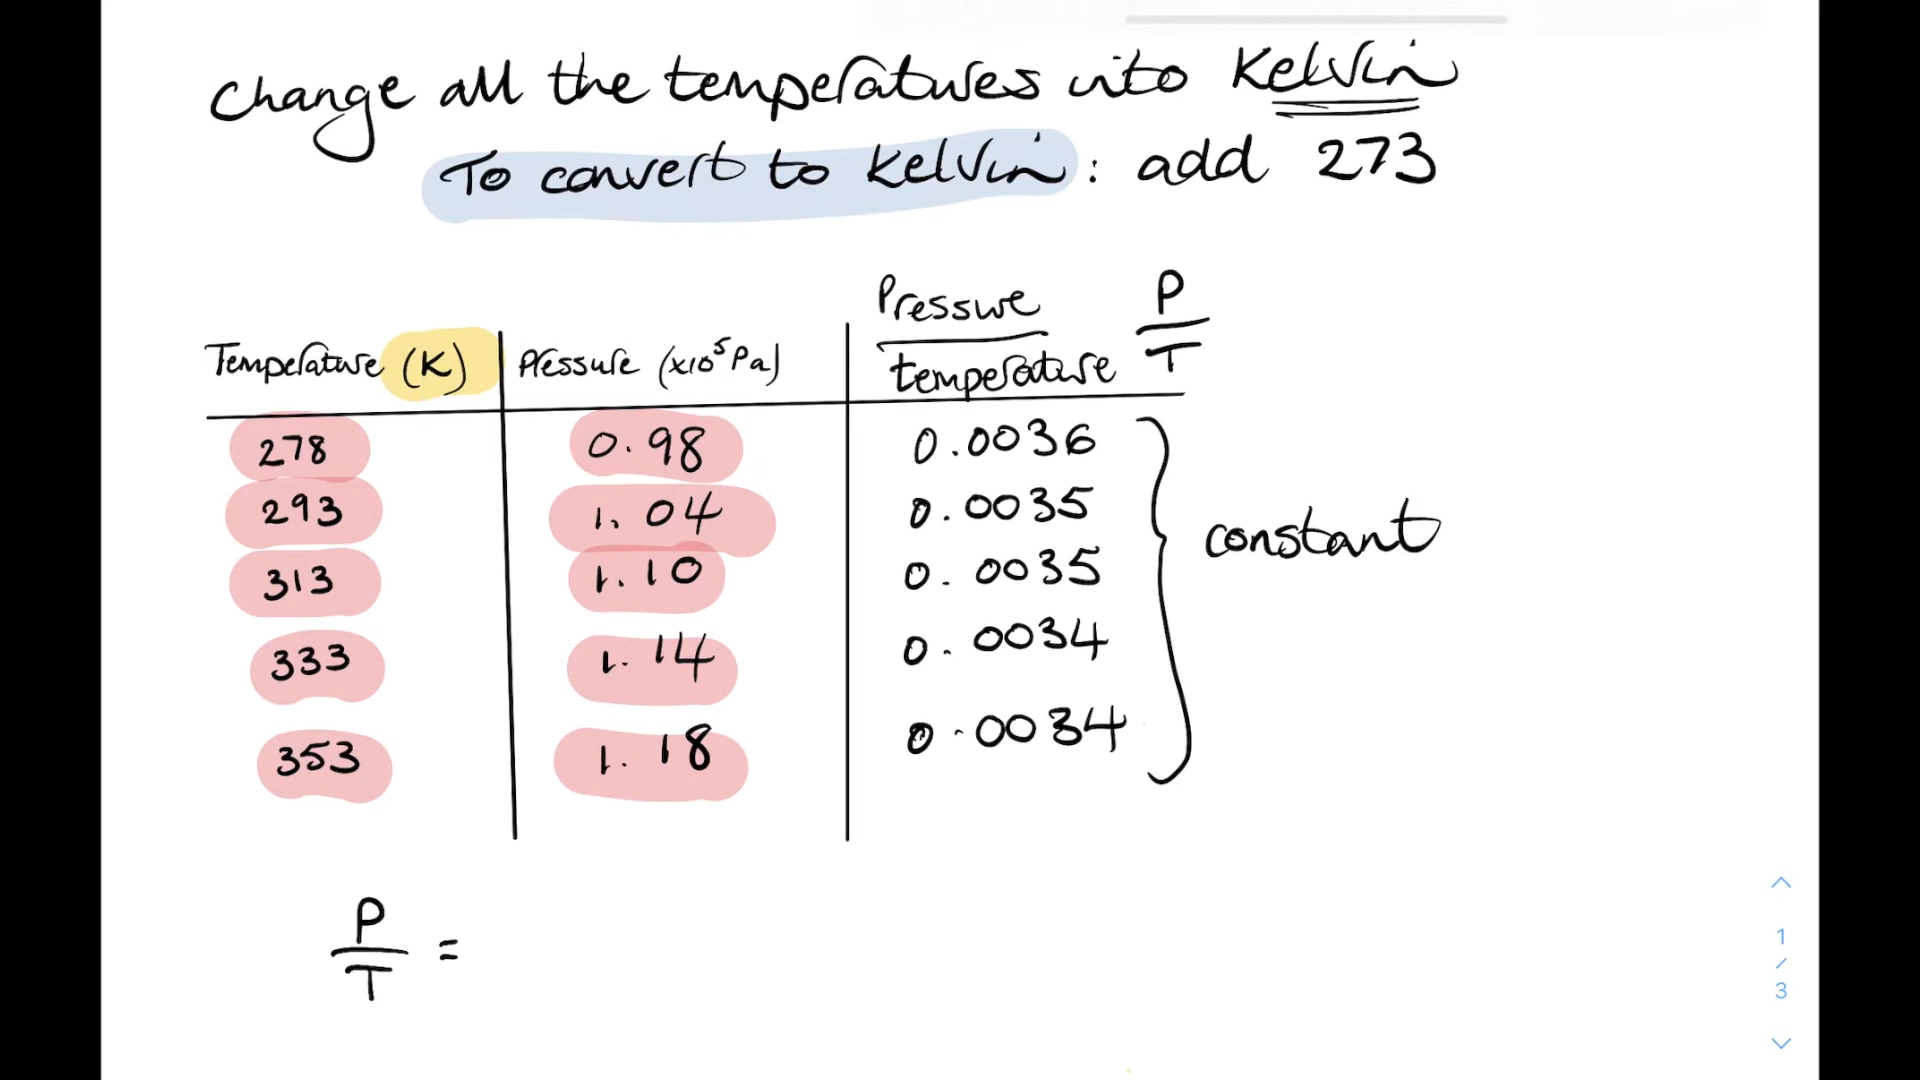 change all the temperatures into Kelvin
To convert to Kelvin: add 273
Pressure P
Temperature (K) Pressure (x10⁵ Pa) temperature T
278 0.98 0.0036
293 1.04 0.0035
constant
313 1.10 0.0035
333 1.14 0.0034
353 1.18 0.0034
P
=
T
1
/
3